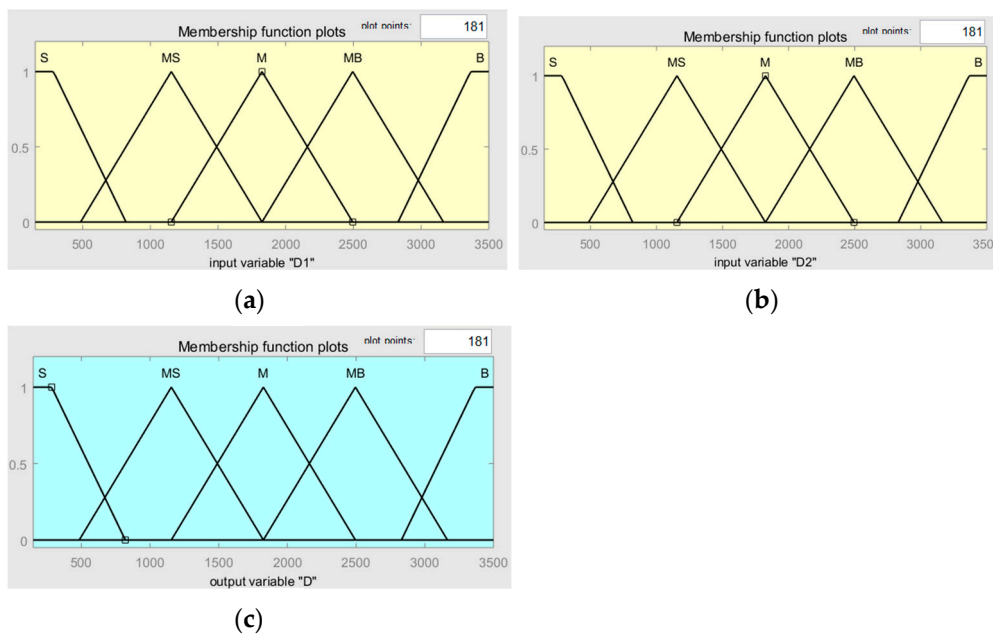 Membership function plots plot points: 181
S MS M MB B
1
0.5
0
500 1000 1500 2000 2500 3000 3500
input variable "D1"
(a)
Membership function plots plot points: 181
S MS M MB B
1
0.5
0
500 1000 1500 2000 2500 3000 3500
input variable "D2"
(b)
Membership function plots plot points: 181
S MS M MB B
1
0.5
0
500 1000 1500 2000 2500 3000 3500
output variable "D"
(c)